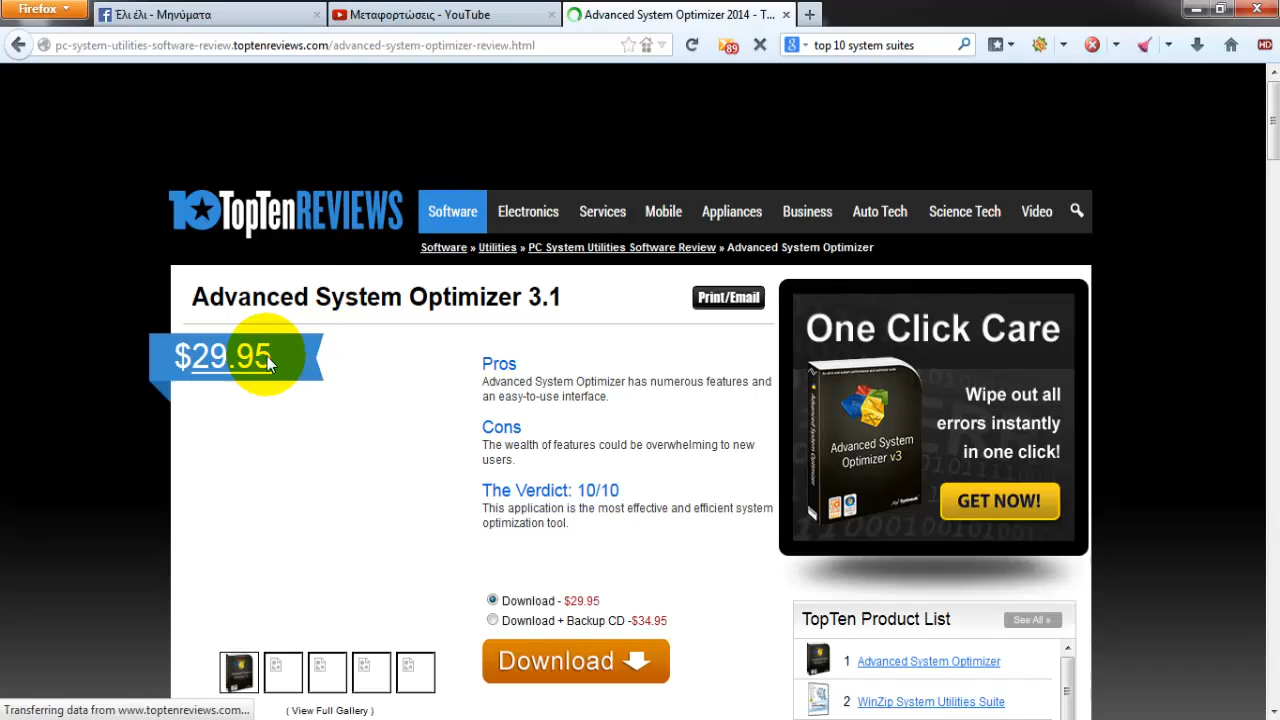 Firefox
Έλι έλι - Μηνύματα
Μεταφορτώσεις - YouTube
Advanced System Optimizer 2014 - T...
pc-system-utilities-software-review.toptenreviews.com/advanced-system-optimizer-review.html
89
top 10 system suites
HD
10 TopTenREVIEWS
Software
Electronics
Services
Mobile
Appliances
Business
Auto Tech
Science Tech
Video
Software » Utilities » PC System Utilities Software Review » Advanced System Optimizer
Advanced System Optimizer 3.1
Print/Email
$29.95
Pros
Advanced System Optimizer has numerous features and
an easy-to-use interface.
Cons
The wealth of features could be overwhelming to new
users.
The Verdict: 10/10
This application is the most effective and efficient system
optimization tool.
Download - $29.95
Download + Backup CD -$34.95
Download
( View Full Gallery )
One Click Care
Wipe out all
errors instantly
in one click!
Advanced System
Optimizer v3
GET NOW!
TopTen Product List
See All »
1 Advanced System Optimizer
2 WinZip System Utilities Suite
Transferring data from www.toptenreviews.com...